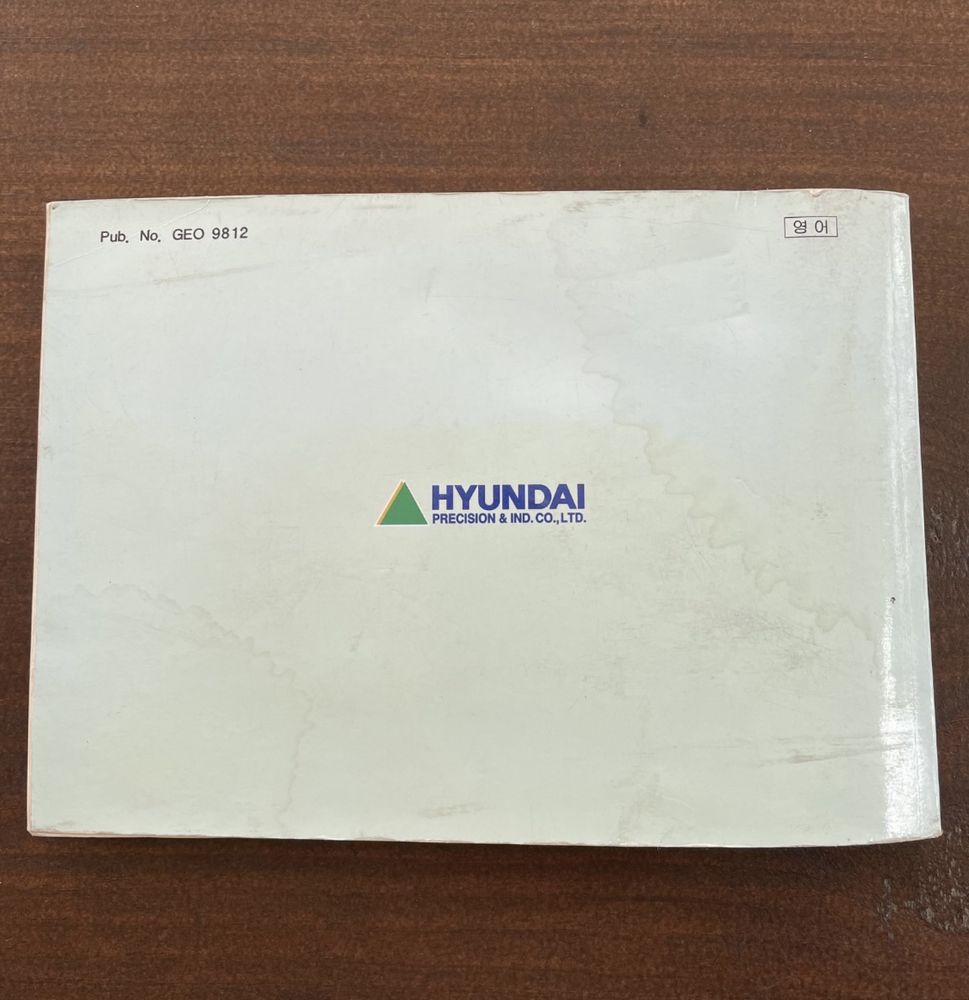 Pub. No. GEO 9812
영 어
HYUNDAI
PRECISION & IND. CO., LTD.